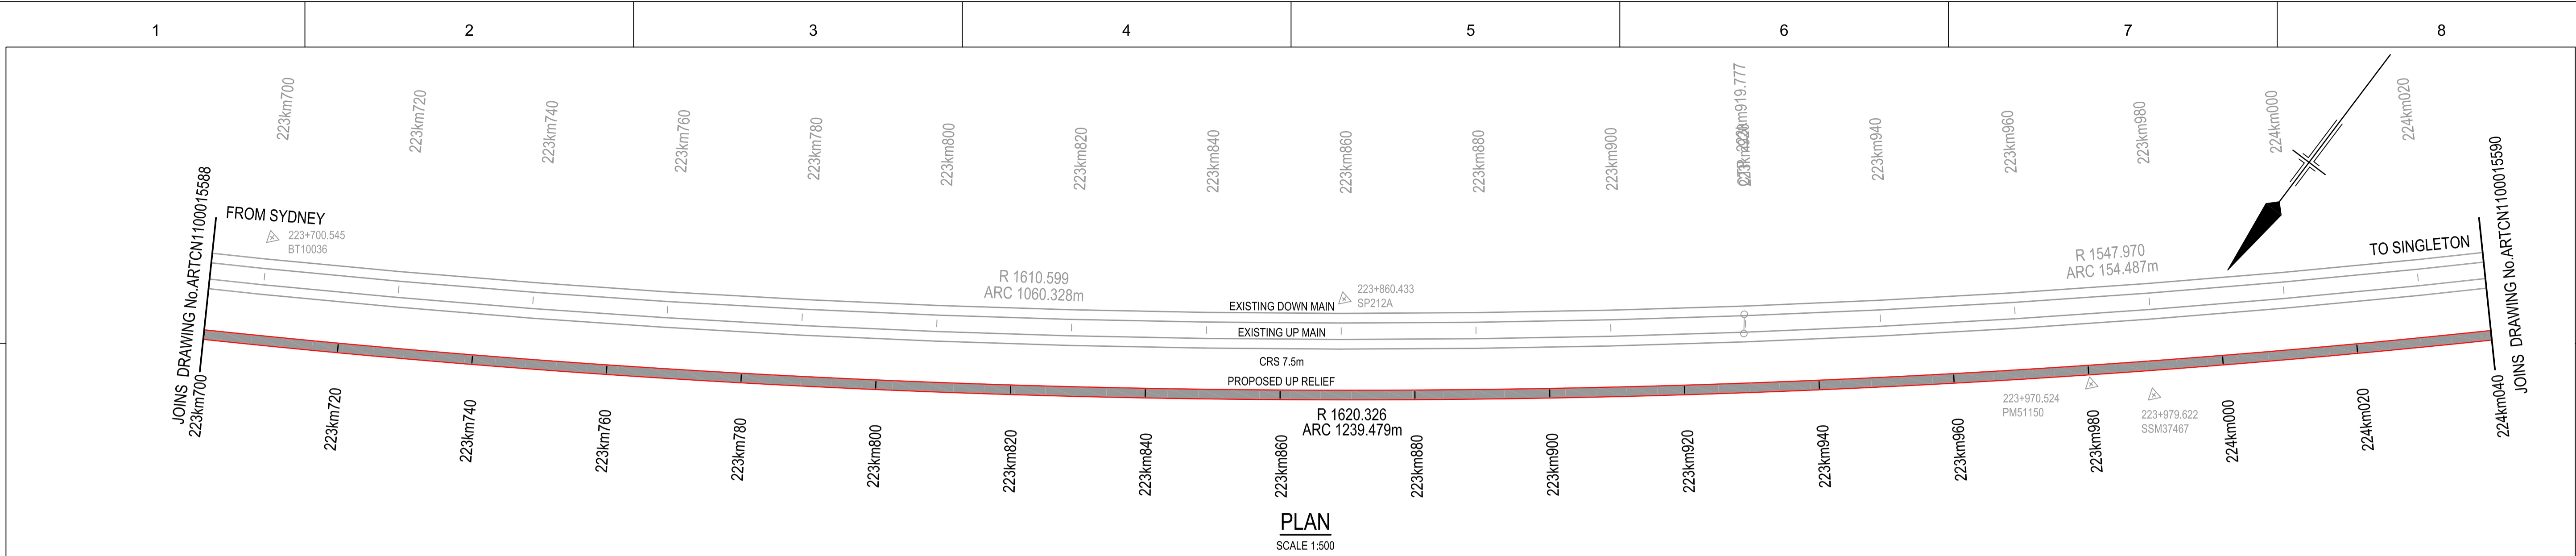 1 2 3 4 5 6 7 8
223km700
223km720
223km740
223km760
223km780
223km800
223km820
223km840
223km860
223km880
223km900
223km919.777
223km940
223km960
223km980
224km000
224km020
JOINS DRAWING No.ARTCN1100015588
FROM SYDNEY
223+700.545
BT10036
R 1610.599
ARC 1060.328m
EXISTING DOWN MAIN
223+860.433
SP212A
EXISTING UP MAIN
CRS 7.5m
PROPOSED UP RELIEF
R 1620.326
ARC 1239.479m
R 1547.970
ARC 154.487m
TO SINGLETON
JOINS DRAWING No.ARTCN1100015590
223+970.524
PM51150
223+979.622
SSM37467
223km700
223km720
223km740
223km760
223km780
223km800
223km820
223km840
223km860
223km880
223km900
223km920
223km940
223km960
223km980
224km000
224km020
224km040
PLAN
SCALE 1:500